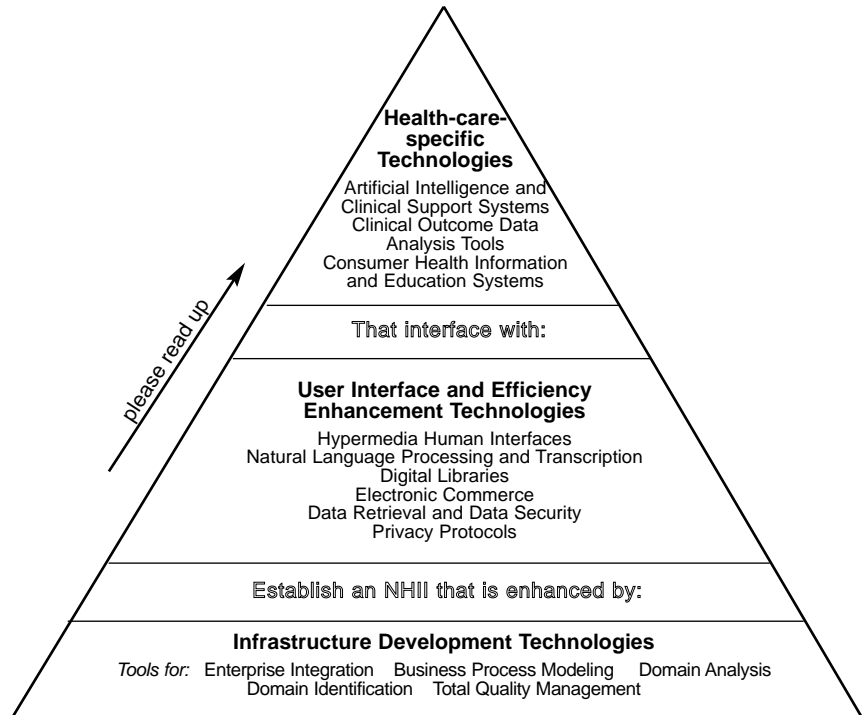 Health-care-
specific
Technologies
Artificial Intelligence and
Clinical Support Systems
Clinical Outcome Data
Analysis Tools
Consumer Health Information
and Education Systems
That interface with:
please read up
User Interface and Efficiency
Enhancement Technologies
Hypermedia Human Interfaces
Natural Language Processing and Transcription
Digital Libraries
Electronic Commerce
Data Retrieval and Data Security
Privacy Protocols
Establish an NHII that is enhanced by:
Infrastructure Development Technologies
Tools for: Enterprise Integration Business Process Modeling Domain Analysis
Domain Identification Total Quality Management